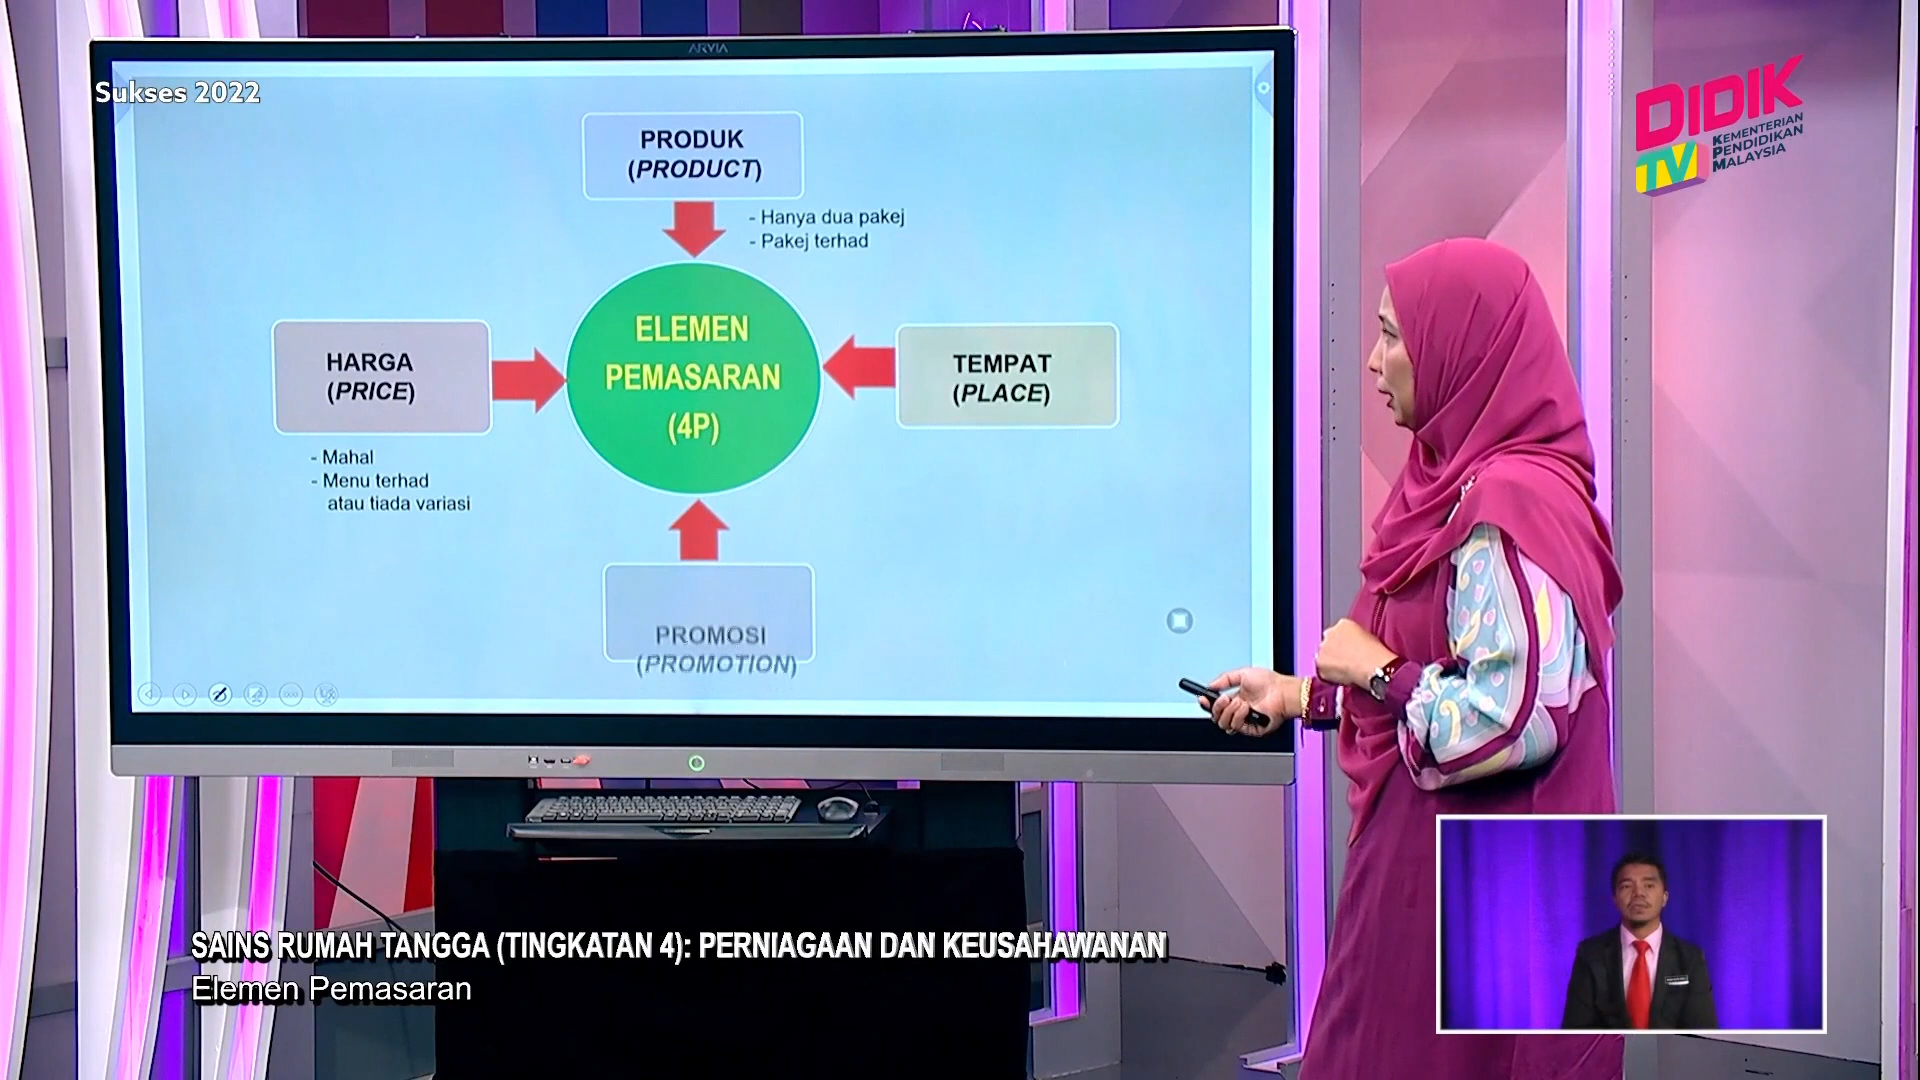 ARVIA
Sukses 2022
DIDIK
TV
KEMENTERIAN
PENDIDIKAN
MALAYSIA
PRODUK
(PRODUCT)
- Hanya dua pakej
- Pakej terhad
ELEMEN
PEMASARAN
(4P)
HARGA
(PRICE)
- Mahal
- Menu terhad
atau tiada variasi
TEMPAT
(PLACE)
PROMOSI
(PROMOTION)
SAINS RUMAH TANGGA (TINGKATAN 4): PERNIAGAAN DAN KEUSAHAWANAN
Elemen Pemasaran